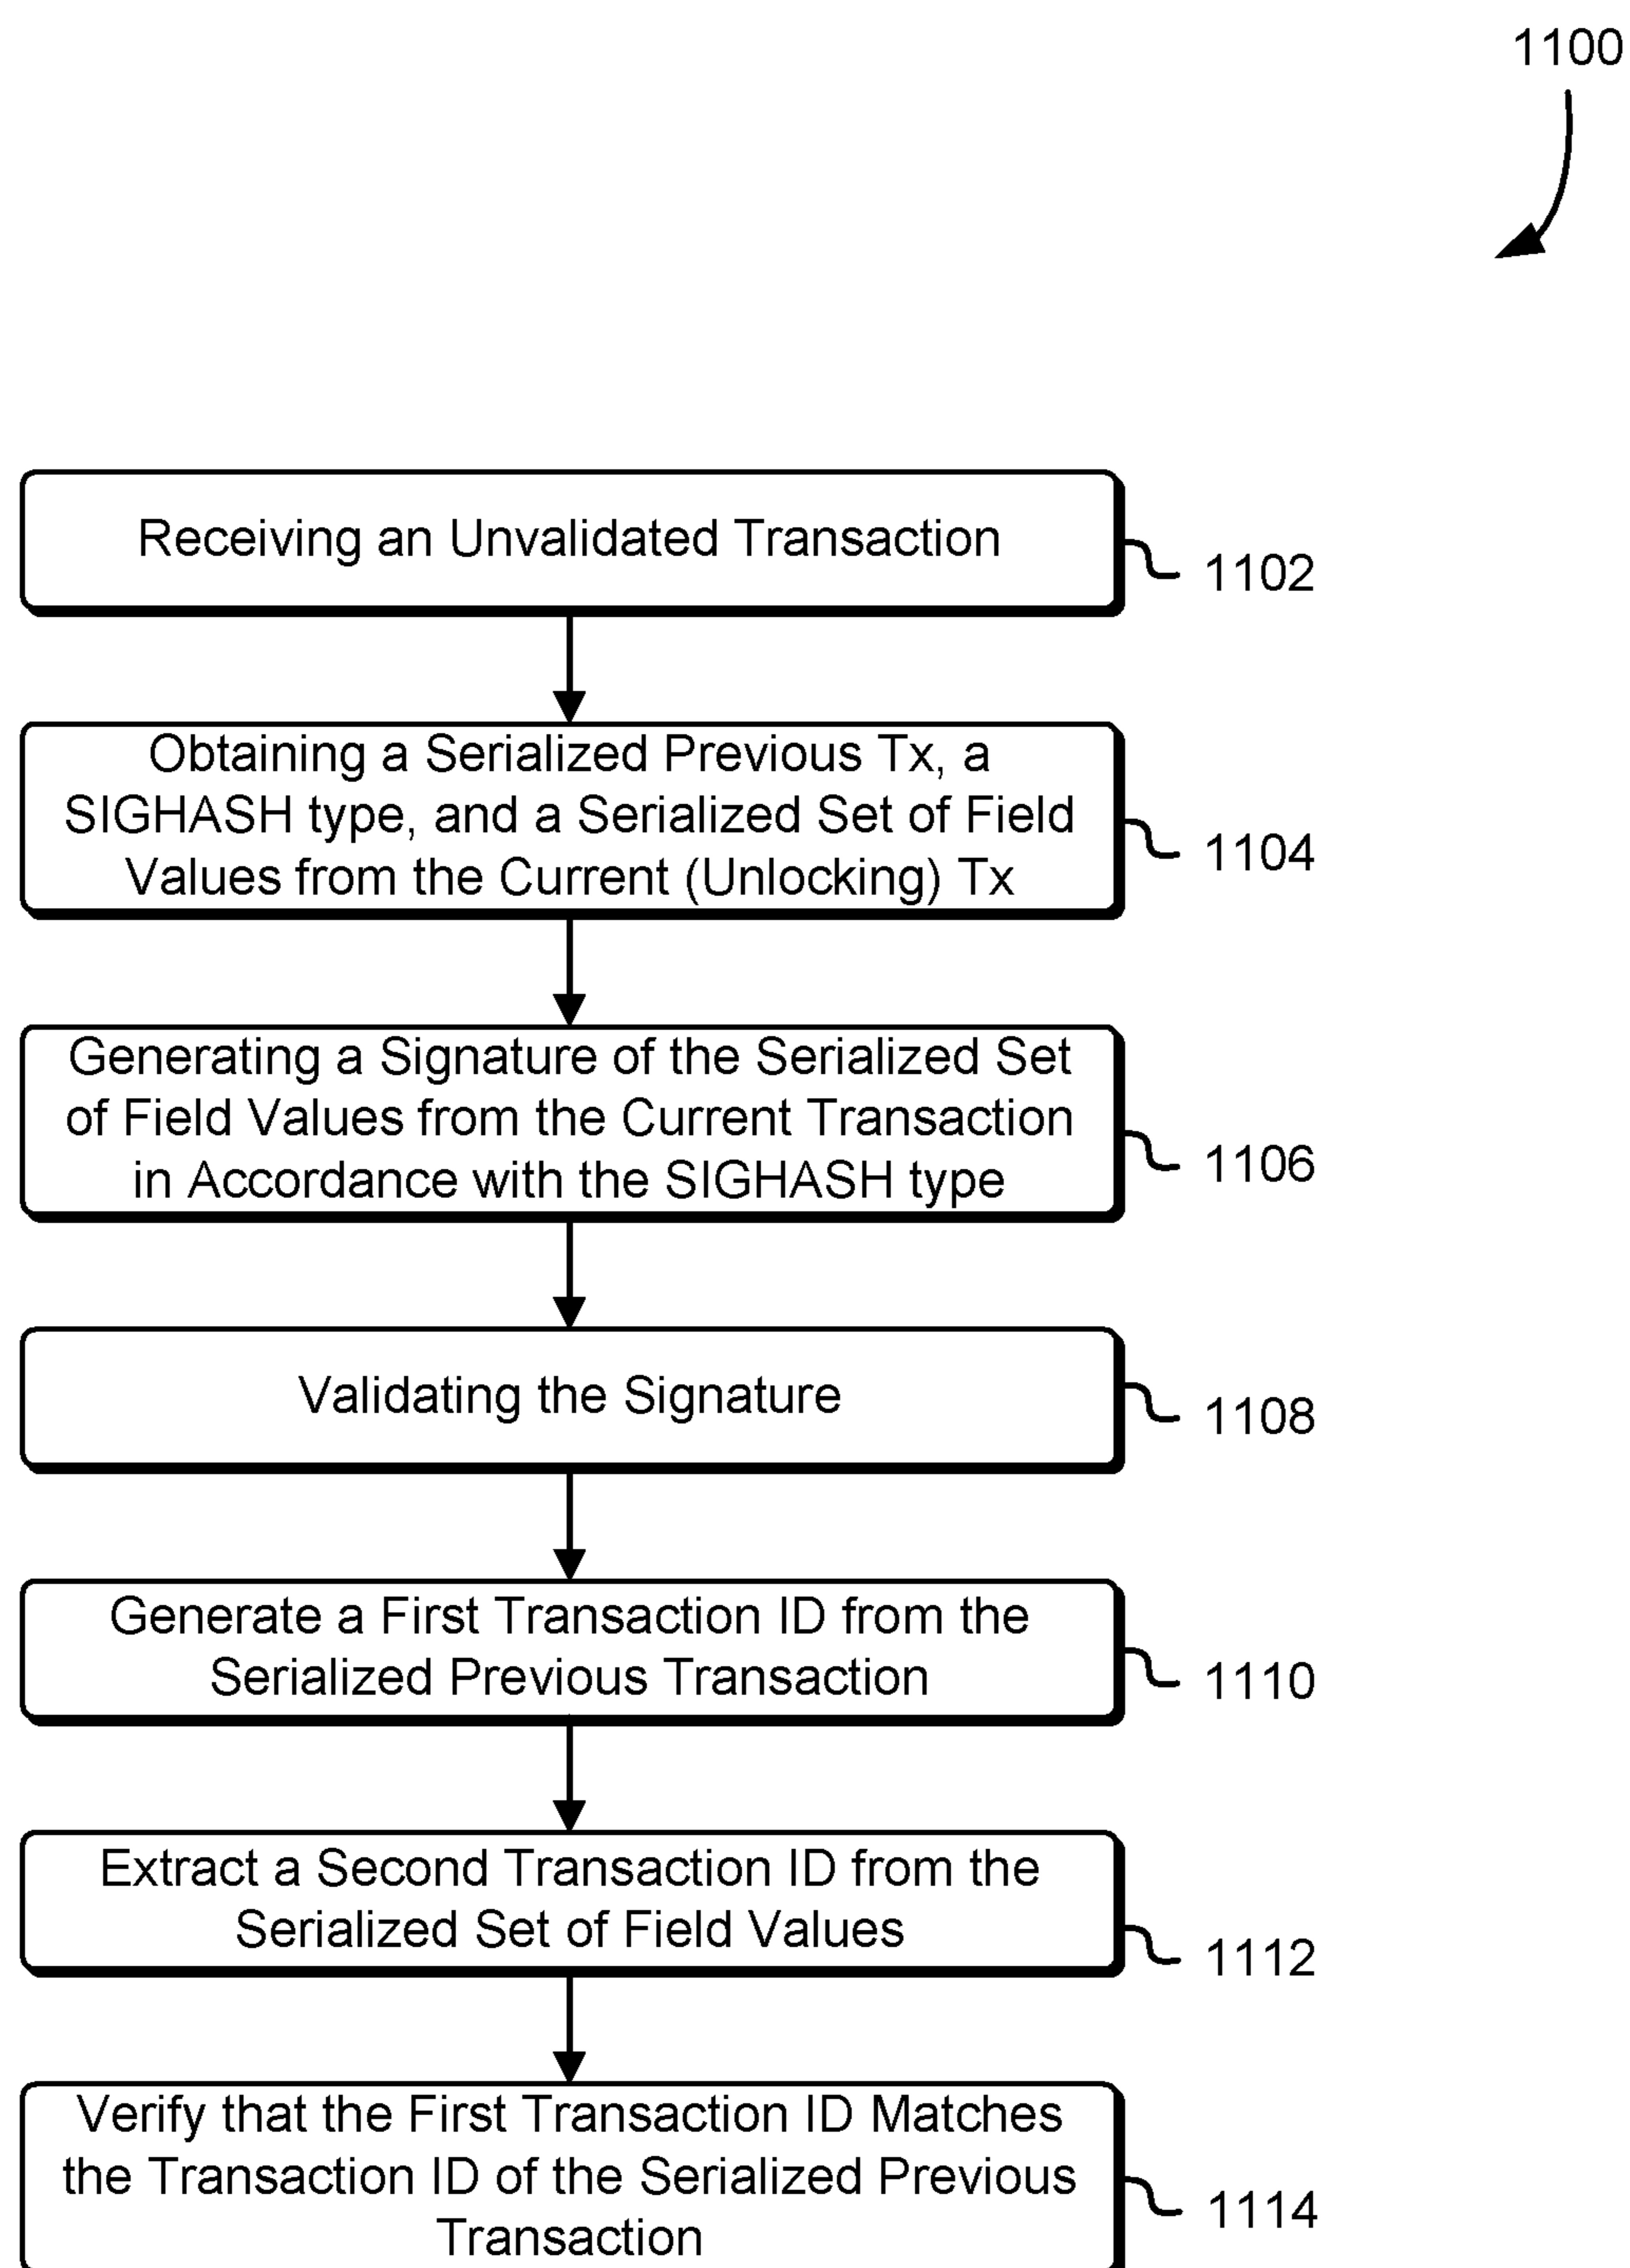 1100
Receiving an Unvalidated Transaction
1102
Obtaining a Serialized Previous Tx, a
SIGHASH type, and a Serialized Set of Field
Values from the Current (Unlocking) Tx
1104
Generating a Signature of the Serialized Set
of Field Values from the Current Transaction
in Accordance with the SIGHASH type
1106
Validating the Signature
1108
Generate a First Transaction ID from the
Serialized Previous Transaction
1110
Extract a Second Transaction ID from the
Serialized Set of Field Values
1112
Verify that the First Transaction ID Matches
the Transaction ID of the Serialized Previous
Transaction
1114